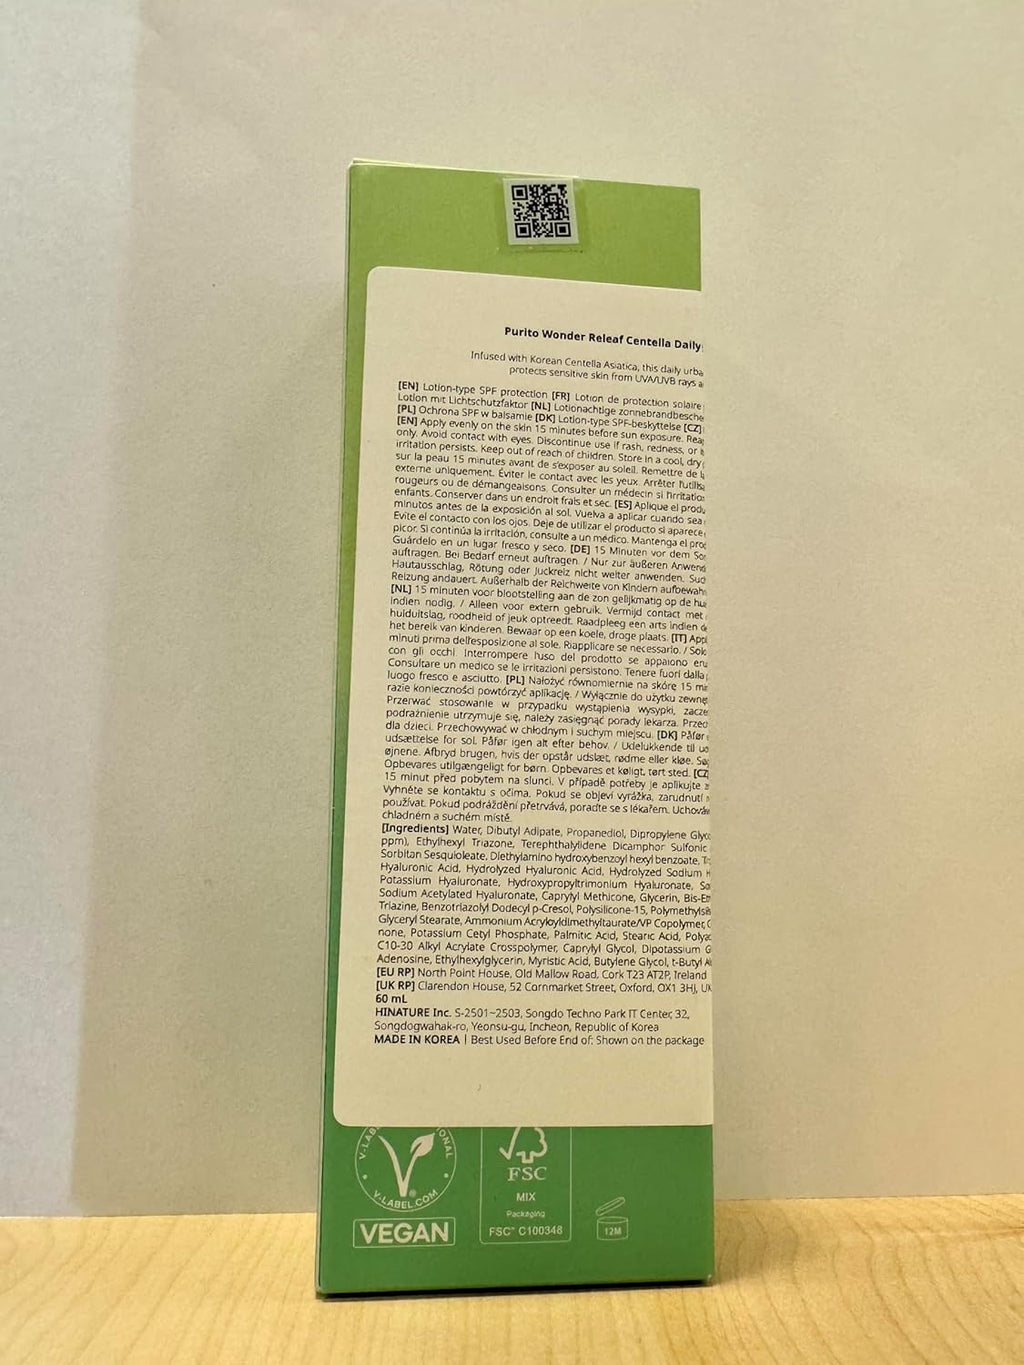 Purito Wonder Releaf Centella Daily
Infused with Korean Centella Asiatica, this daily urba
protects sensitive skin from UVA/UVB rays a
[EN] Lotion-type SPF protection [FR] Lotion de protection solaire
Lotion mit Lichtschutzfaktor [NL] Lotionachtige zonnebrandbesche
[PL] Ochrona SPF w balsamie [DK] Lotion-type SPF-beskyttelse [CZ]
[EN] Apply evenly on the skin 15 minutes before sun exposure. Reap
only. Avoid contact with eyes. Discontinue use if rash, redness, or it
irritation persists. Keep out of reach of children. Store in a cool, dry
sur la peau 15 minutes avant de s'exposer au soleil. Remettre de la
externe uniquement. Éviter le contact avec les yeux. Arrêter l'utilisa
rougeurs ou de démangeaisons. Consulter un médecin si l'irritatio
enfants. Conserver dans un endroit frais et sec. [ES] Aplique el produ
minutos antes de la exposición al sol. Vuelva a aplicar cuando sea
Evite el contacto con los ojos. Deje de utilizar el producto si aparece
picor. Si continúa la irritación, consulte a un médico. Mantenga el pro
Guárdelo en un lugar fresco y seco. [DE] 15 Minuten vor dem So
auftragen. Bei Bedarf erneut auftragen. / Nur zur äußeren Anwend
Hautausschlag, Rötung oder Juckreiz nicht weiter anwenden. Suc
Reizung andauert. Außerhalb der Reichweite von Kindern aufbewah
[NL] 15 minuten voor blootstelling aan de zon gelijkmatig op de hu
indien nodig. / Alleen voor extern gebruik. Vermijd contact met
huiduitslag, roodheid of jeuk optreedt. Raadpleeg een arts indien d
het bereik van kinderen. Bewaar op een koele, droge plaats. [IT] Appl
minuti prima dell'esposizione al sole. Riapplicare se necessario. / Solo
con gli occhi. Interrompere l'uso del prodotto se appaiono eru
Consultare un medico se le irritazioni persistono. Tenere fuori dalla
luogo fresco e asciutto. [PL] Nałożyć równomiernie na skórę 15 min
razie konieczności powtórzyć aplikację. / Wyłącznie do użytku zewnę
Przerwać stosowanie w przypadku wystąpienia wysypki, zacze
podrażnienie utrzymuje się, należy zasięgnąć porady lekarza. Przec
dla dzieci. Przechowywać w chłodnym i suchym miejscu. [DK] Påfør
udsættelse for sol. Påfør igen alt efter behov. / Udelukkende til ud
øjnene. Afbryd brugen, hvis der opstår udslæt, rødme eller kløe. Søg
Opbevares utilgængeligt for børn. Opbevares et køligt, tørt sted. [CZ
15 minut před pobytem na slunci. V případě potřeby je aplikujte z
Vyhněte se kontaktu s očima. Pokud se objeví vyrážka, zarudnutí
používat. Pokud podráždění přetrvává, poraďte se s lékařem. Uchová
chladném a suchém místě.
[Ingredients] Water, Dibutyl Adipate, Propanediol, Dipropylene Glyc
ppm), Ethylhexyl Triazone, Terephthalylidene Dicamphor Sulfonic
Sorbitan Sesquioleate, Diethylamino hydroxybenzoyl hexyl benzoate,
Hyaluronic Acid, Hydrolyzed Hyaluronic Acid, Hydrolyzed Sodium H
Potassium Hyaluronate, Hydroxypropyltrimonium Hyaluronate, So
Sodium Acetylated Hyaluronate, Caprylyl Methicone, Glycerin, Bis-Et
Triazine, Benzotriazolyl Dodecyl p-Cresol, Polysilicone-15, Polymethylsi
Glyceryl Stearate, Ammonium Acryloyldimethyltaurate/VP Copolymer,
none, Potassium Cetyl Phosphate, Palmitic Acid, Stearic Acid, Polyac
C10-30 Alkyl Acrylate Crosspolymer, Caprylyl Glycol, Dipotassium G
Adenosine, Ethylhexylglycerin, Myristic Acid, Butylene Glycol, t-Butyl Al
[EU RP] North Point House, Old Mallow Road, Cork T23 AT2P, Ireland
[UK RP] Clarendon House, 52 Cornmarket Street, Oxford, OX1 3HJ, UK
60 mL
HINATURE Inc. S-2501~2503, Songdo Techno Park IT Center, 32,
Songdogwahak-ro, Yeonsu-gu, Incheon, Republic of Korea
MADE IN KOREA | Best Used Before End of: Shown on the package
V-LABEL.COM
VEGAN
FSC
MIX
Packaging
FSC™ C100348
12M